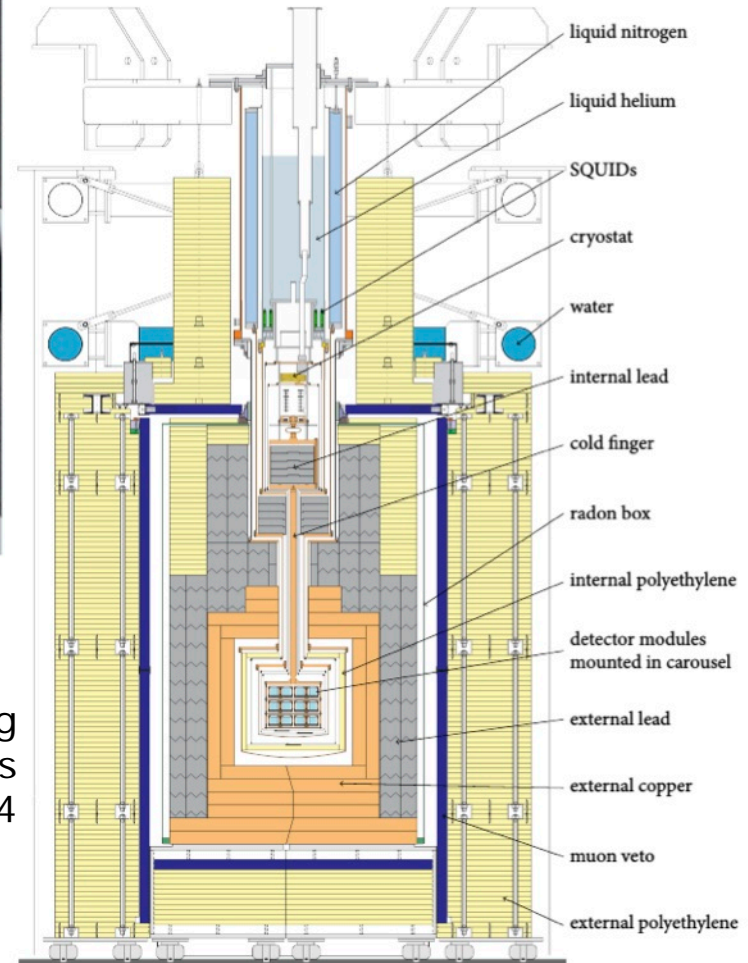 liquid nitrogen
liquid helium
SQUIDs
cryostat
water
internal lead
cold finger
radon box
internal polyethylene
detector modules
mounted in carousel
external lead
external copper
muon veto
external polyethylene
g
s
4